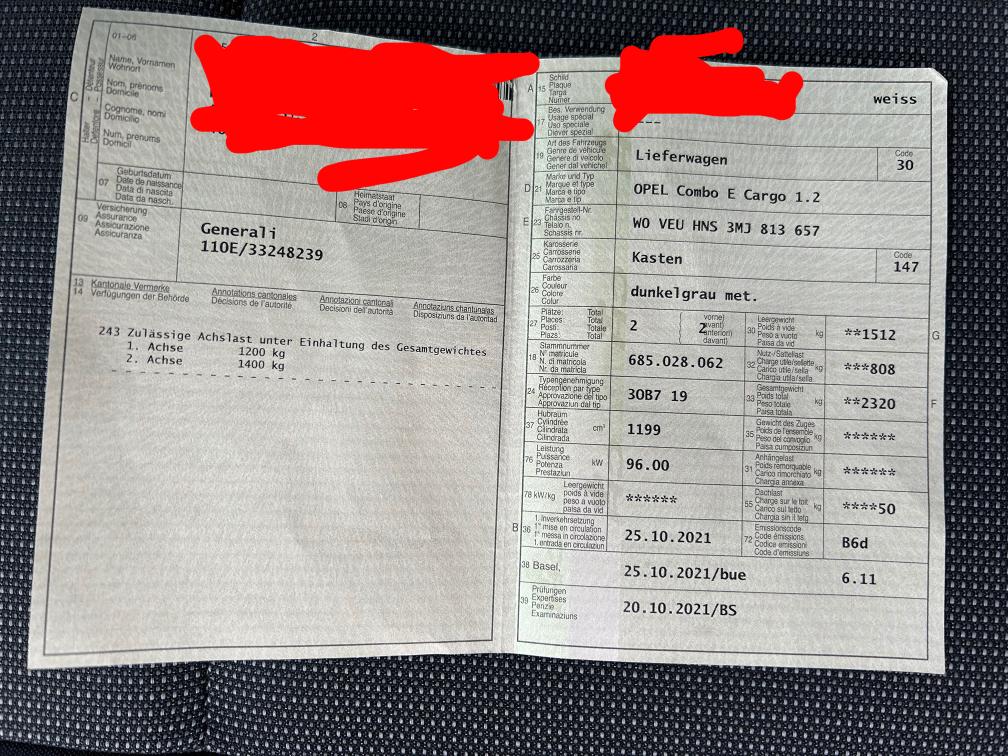 2
01-06
C
Halter
Détenteur
Detentore
Possessur
Name, Vornamen
Wohnort
Nom, prénoms
Domicile
Cognome, nomi
Domicilio
Num, prenums
Domicil
07
Geburtsdatum
Date de naissance
Data di nascita
Data da nasch.
08
Heimatstaat
Pays d'origine
Paese d'origine
Stadi d'origin
09
Versicherung
Assurance
Assicurazione
Assicuranza
Generali
110E/33248239
13
14
Kantonale Vermerke
Verfügungen der Behörde
Annotations cantonales
Décisions de l'autorité
Annotazioni cantonali
Decisioni dell'autorità
Annotaziuns chantunalas
Disposiziuns da l'autoritad
243 Zulässige Achslast unter Einhaltung des Gesamtgewichtes
1. Achse 1200 kg
2. Achse 1400 kg
A 15
Schild
Plaque
Targa
Numer
weiss
17
Bes. Verwendung
Usage spécial
Uso speciale
Diever spezial
---
19
Art des Fahrzeugs
Genre de véhicule
Genere di veicolo
Gener dal vehichel
Lieferwagen
Code
30
D 21
Marke und Typ
Marque et type
Marca e tipo
Marca e tip
OPEL Combo E Cargo 1.2
E 23
Fahrgestell-Nr.
Châssis no
Telaio n.
Schassis nr.
WO VEU HNS 3MJ 813 657
25
Karosserie
Carrosserie
Carrozzeria
Carossaria
Kasten
Code
147
26
Farbe
Couleur
Colore
Colur
dunkelgrau met.
27
Plätze: Total
Places: Total
Posti: Totale
Plazs: Total
2
( vorne)
avant)
anteriori)
davant)
2
30
Leergewicht
Poids à vide
Peso a vuoto
Paisa da vid
kg
**1512
G
18
Stammnummer
N° matricule
N. di matricola
Nr. da matricla
685.028.062
32
Nutz-/Sattellast
Charge utile/sellette
Carico utile/sella
Chargia utila/sella
kg
***808
24
Typengenehmigung
Réception par type
Approvazione del tipo
Approvaziun dal tip
3OB7 19
33
Gesamtgewicht
Poids total
Peso totale
Paisa totala
kg
**2320
F
37
Hubraum
Cylindrée
Cilindrata
Cilindrada
cm³
1199
35
Gewicht des Zuges
Poids de l'ensemble
Peso del convoglio
Paisa cumposiziun
kg
******
76
Leistung
Puissance
Potenza
Prestaziun
kW
96.00
31
Anhängelast
Poids remorquable
Carico rimorchiato
Chargia annexa
kg
******
78 kW/kg
Leergewicht
poids à vide
peso a vuoto
paisa da vid
******
55
Dachlast
Charge sur le toit
Carico sul tetto
Chargia sin il tetg
kg
****50
B 36
1. Inverkehrsetzung
1re mise en circulation
1a messa in circolazione
1. entrada en circulaziun
25.10.2021
72
Emissionscode
Code émissions
Codice emissioni
Code d'emissiuns
B6d
38 Basel,
25.10.2021/bue
6.11
39
Prüfungen
Expertises
Perizie
Examinaziuns
20.10.2021/BS